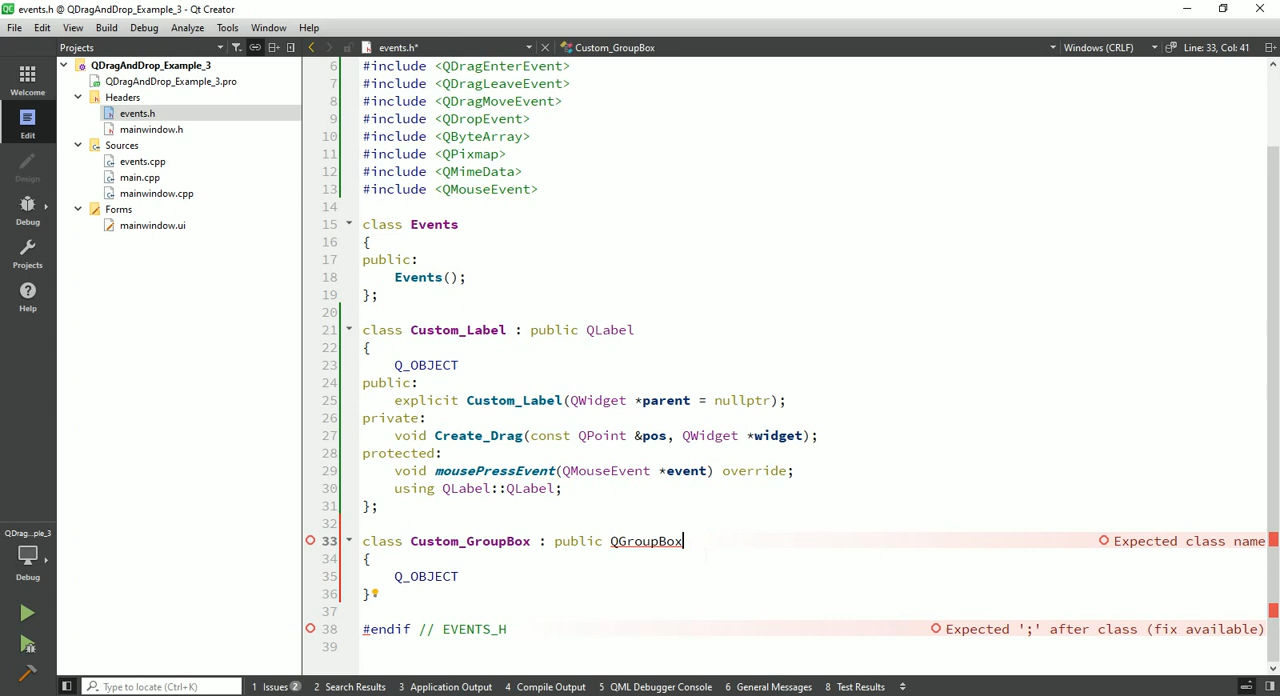 events.h @ QDragAndDrop_Example_3 - Qt Creator
File Edit View Build Debug Analyze Tools Window Help
Projects
events.h*
Custom_GroupBox
Windows (CRLF)
Line: 33, Col: 41
Welcome
Edit
Design
Debug
Projects
Help
QDrag...ple_3
Debug
QDragAndDrop_Example_3
QDragAndDrop_Example_3.pro
Headers
events.h
mainwindow.h
Sources
events.cpp
main.cpp
mainwindow.cpp
Forms
mainwindow.ui
6 #include <QDragEnterEvent>
7 #include <QDragLeaveEvent>
8 #include <QDragMoveEvent>
9 #include <QDropEvent>
10 #include <QByteArray>
11 #include <QPixmap>
12 #include <QMimeData>
13 #include <QMouseEvent>
14
15 class Events
16 {
17 public:
18 Events();
19 };
20
21 class Custom_Label : public QLabel
22 {
23 Q_OBJECT
24 public:
25 explicit Custom_Label(QWidget *parent = nullptr);
26 private:
27 void Create_Drag(const QPoint &pos, QWidget *widget);
28 protected:
29 void mousePressEvent(QMouseEvent *event) override;
30 using QLabel::QLabel;
31 };
32
33 class Custom_GroupBox : public QGroupBox Expected class name
34 {
35 Q_OBJECT
36 }
37
38 #endif // EVENTS_H Expected ';' after class (fix available)
39
Type to locate (Ctrl+K)
1 Issues 2
2 Search Results
3 Application Output
4 Compile Output
5 QML Debugger Console
6 General Messages
8 Test Results